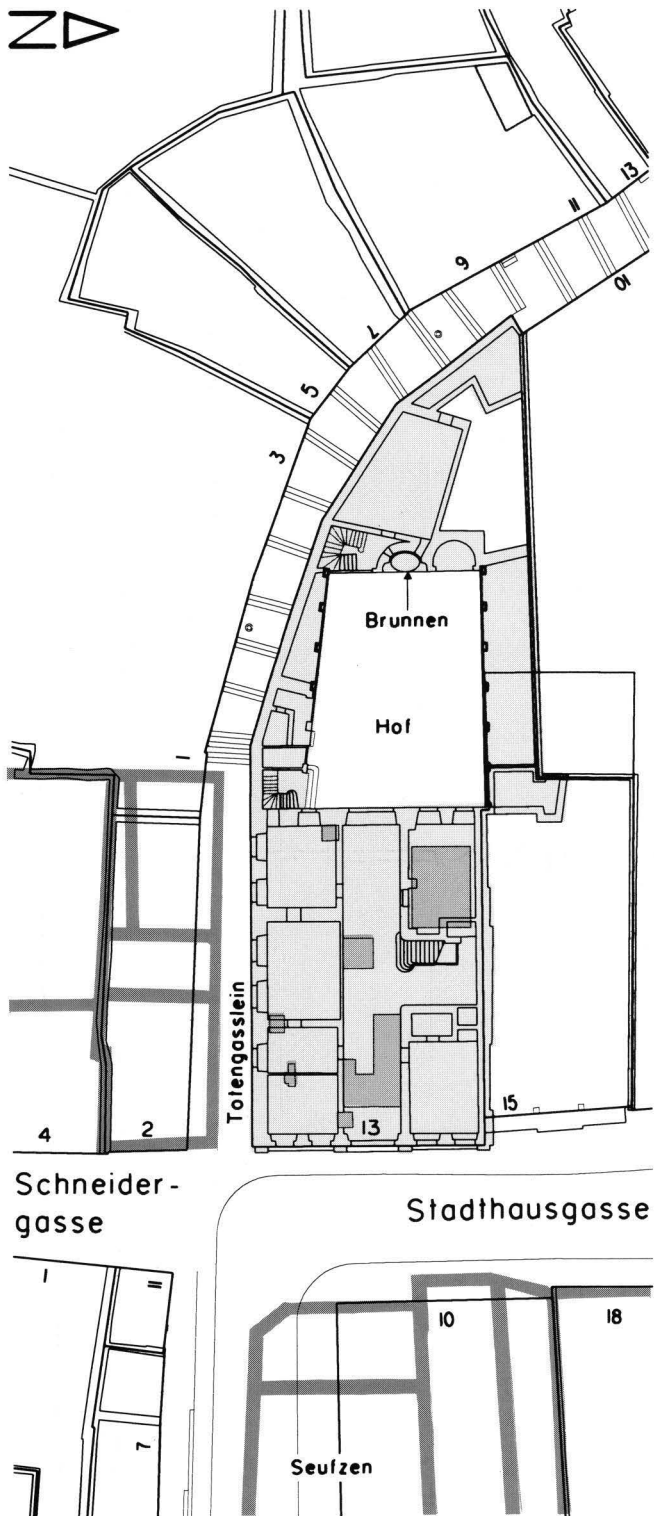 N
13
11
10
9
7
5
3
Brunnen
Hof
1
Totengasslein
15
4
2
13
Schneider-
gasse
Stadthausgasse
1
11
10
18
7
Seufzen